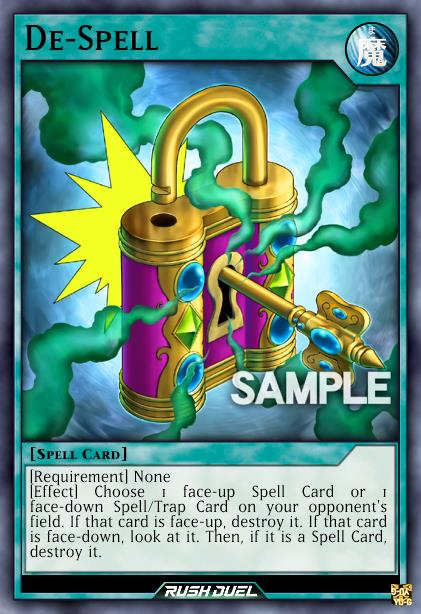 De-Spell
ま
魔
SAMPLE
[Spell Card]
[Requirement] None
[Effect] Choose 1 face-up Spell Card or 1
face-down Spell/Trap Card on your opponent's
field. If that card is face-up, destroy it. If that card
is face-down, look at it. Then, if it is a Spell Card,
destroy it.
RUSH DUEL